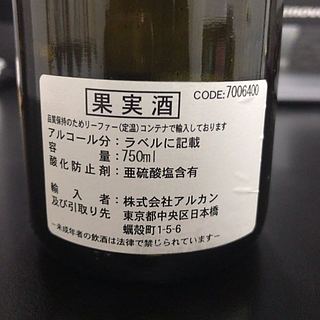 CODE:7006400
果実酒
品質保持のためリーファー(定温)コンテナで輸入しております
アルコール分:ラベルに記載
容量:750ml
酸化防止剤:亜硫酸塩含有
輸入者:株式会社アルカン
及び引取り先 東京都中央区日本橋
蠣殻町1-5-6
—未成年者の飲酒は法律で禁じられています—